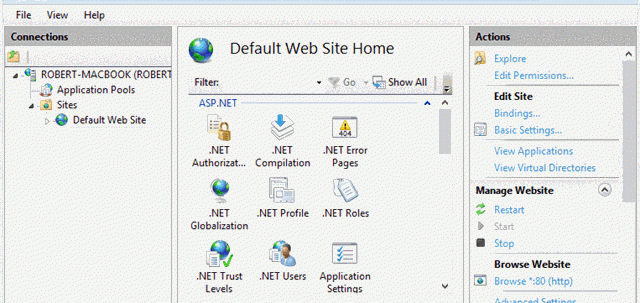 File View Help
Connections
ROBERT-MACBOOK (ROBERT
Application Pools
Sites
Default Web Site
Default Web Site Home
Filter: Go Show All
ASP.NET
.NET Authorizat...
.NET Compilation
.NET Error Pages
.NET Globalization
.NET Profile
.NET Roles
.NET Trust Levels
.NET Users
Application Settings
Actions
Explore
Edit Permissions...
Edit Site
Bindings...
Basic Settings...
View Applications
View Virtual Directories
Manage Website
Restart
Start
Stop
Browse Website
Browse *:80 (http)
Advanced Settings